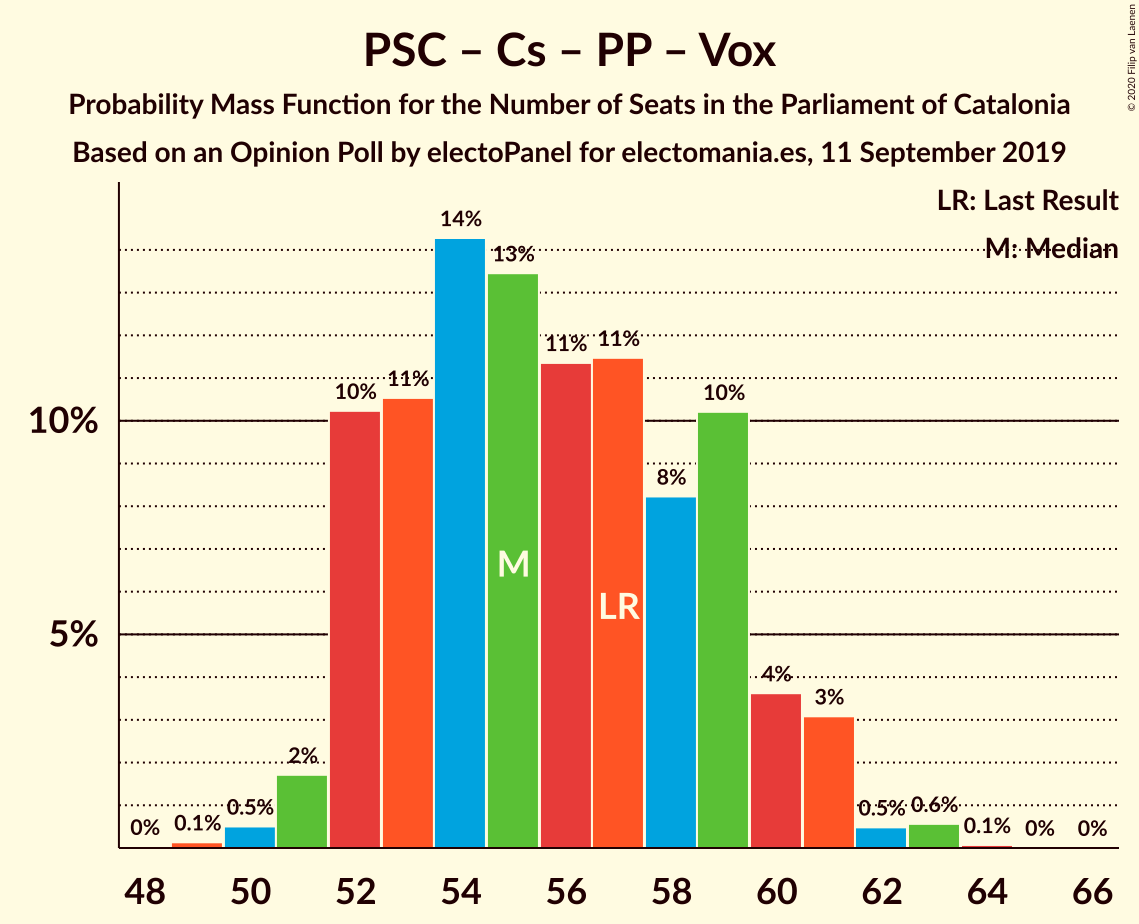 PSC – Cs – PP – Vox
Probability Mass Function for the Number of Seats in the Parliament of Catalonia
Based on an Opinion Poll by electoPanel for electomania.es, 11 September 2019
© 2020 Filip van Laenen
LR: Last Result
M: Median
14%
13%
11% 11%
10% 11% 10%
10%
8%
M
LR
5%
4%
3%
2%
0% 0.1% 0.5% 0.5% 0.6% 0.1% 0% 0%
48 50 52 54 56 58 60 62 64 66